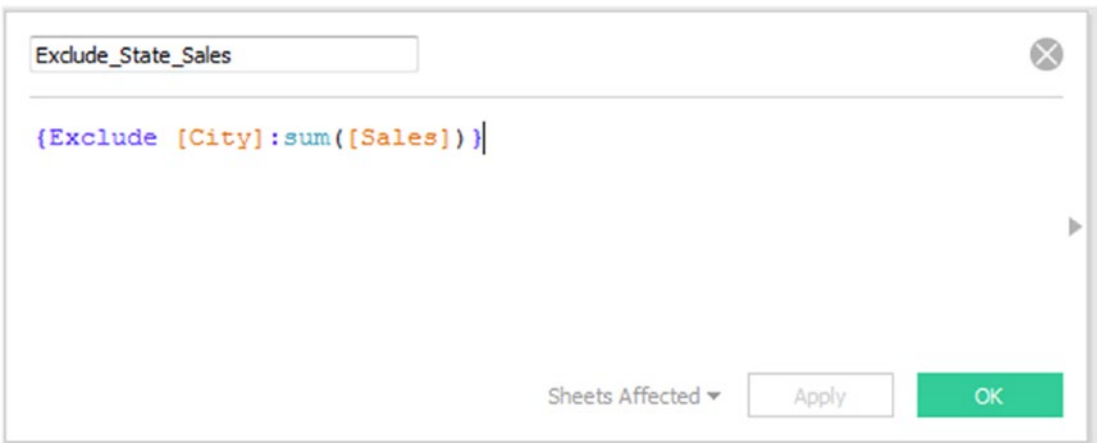 Exclude_State_Sales
{Exclude [City]:sum([Sales])}
Sheets Affected Apply OK